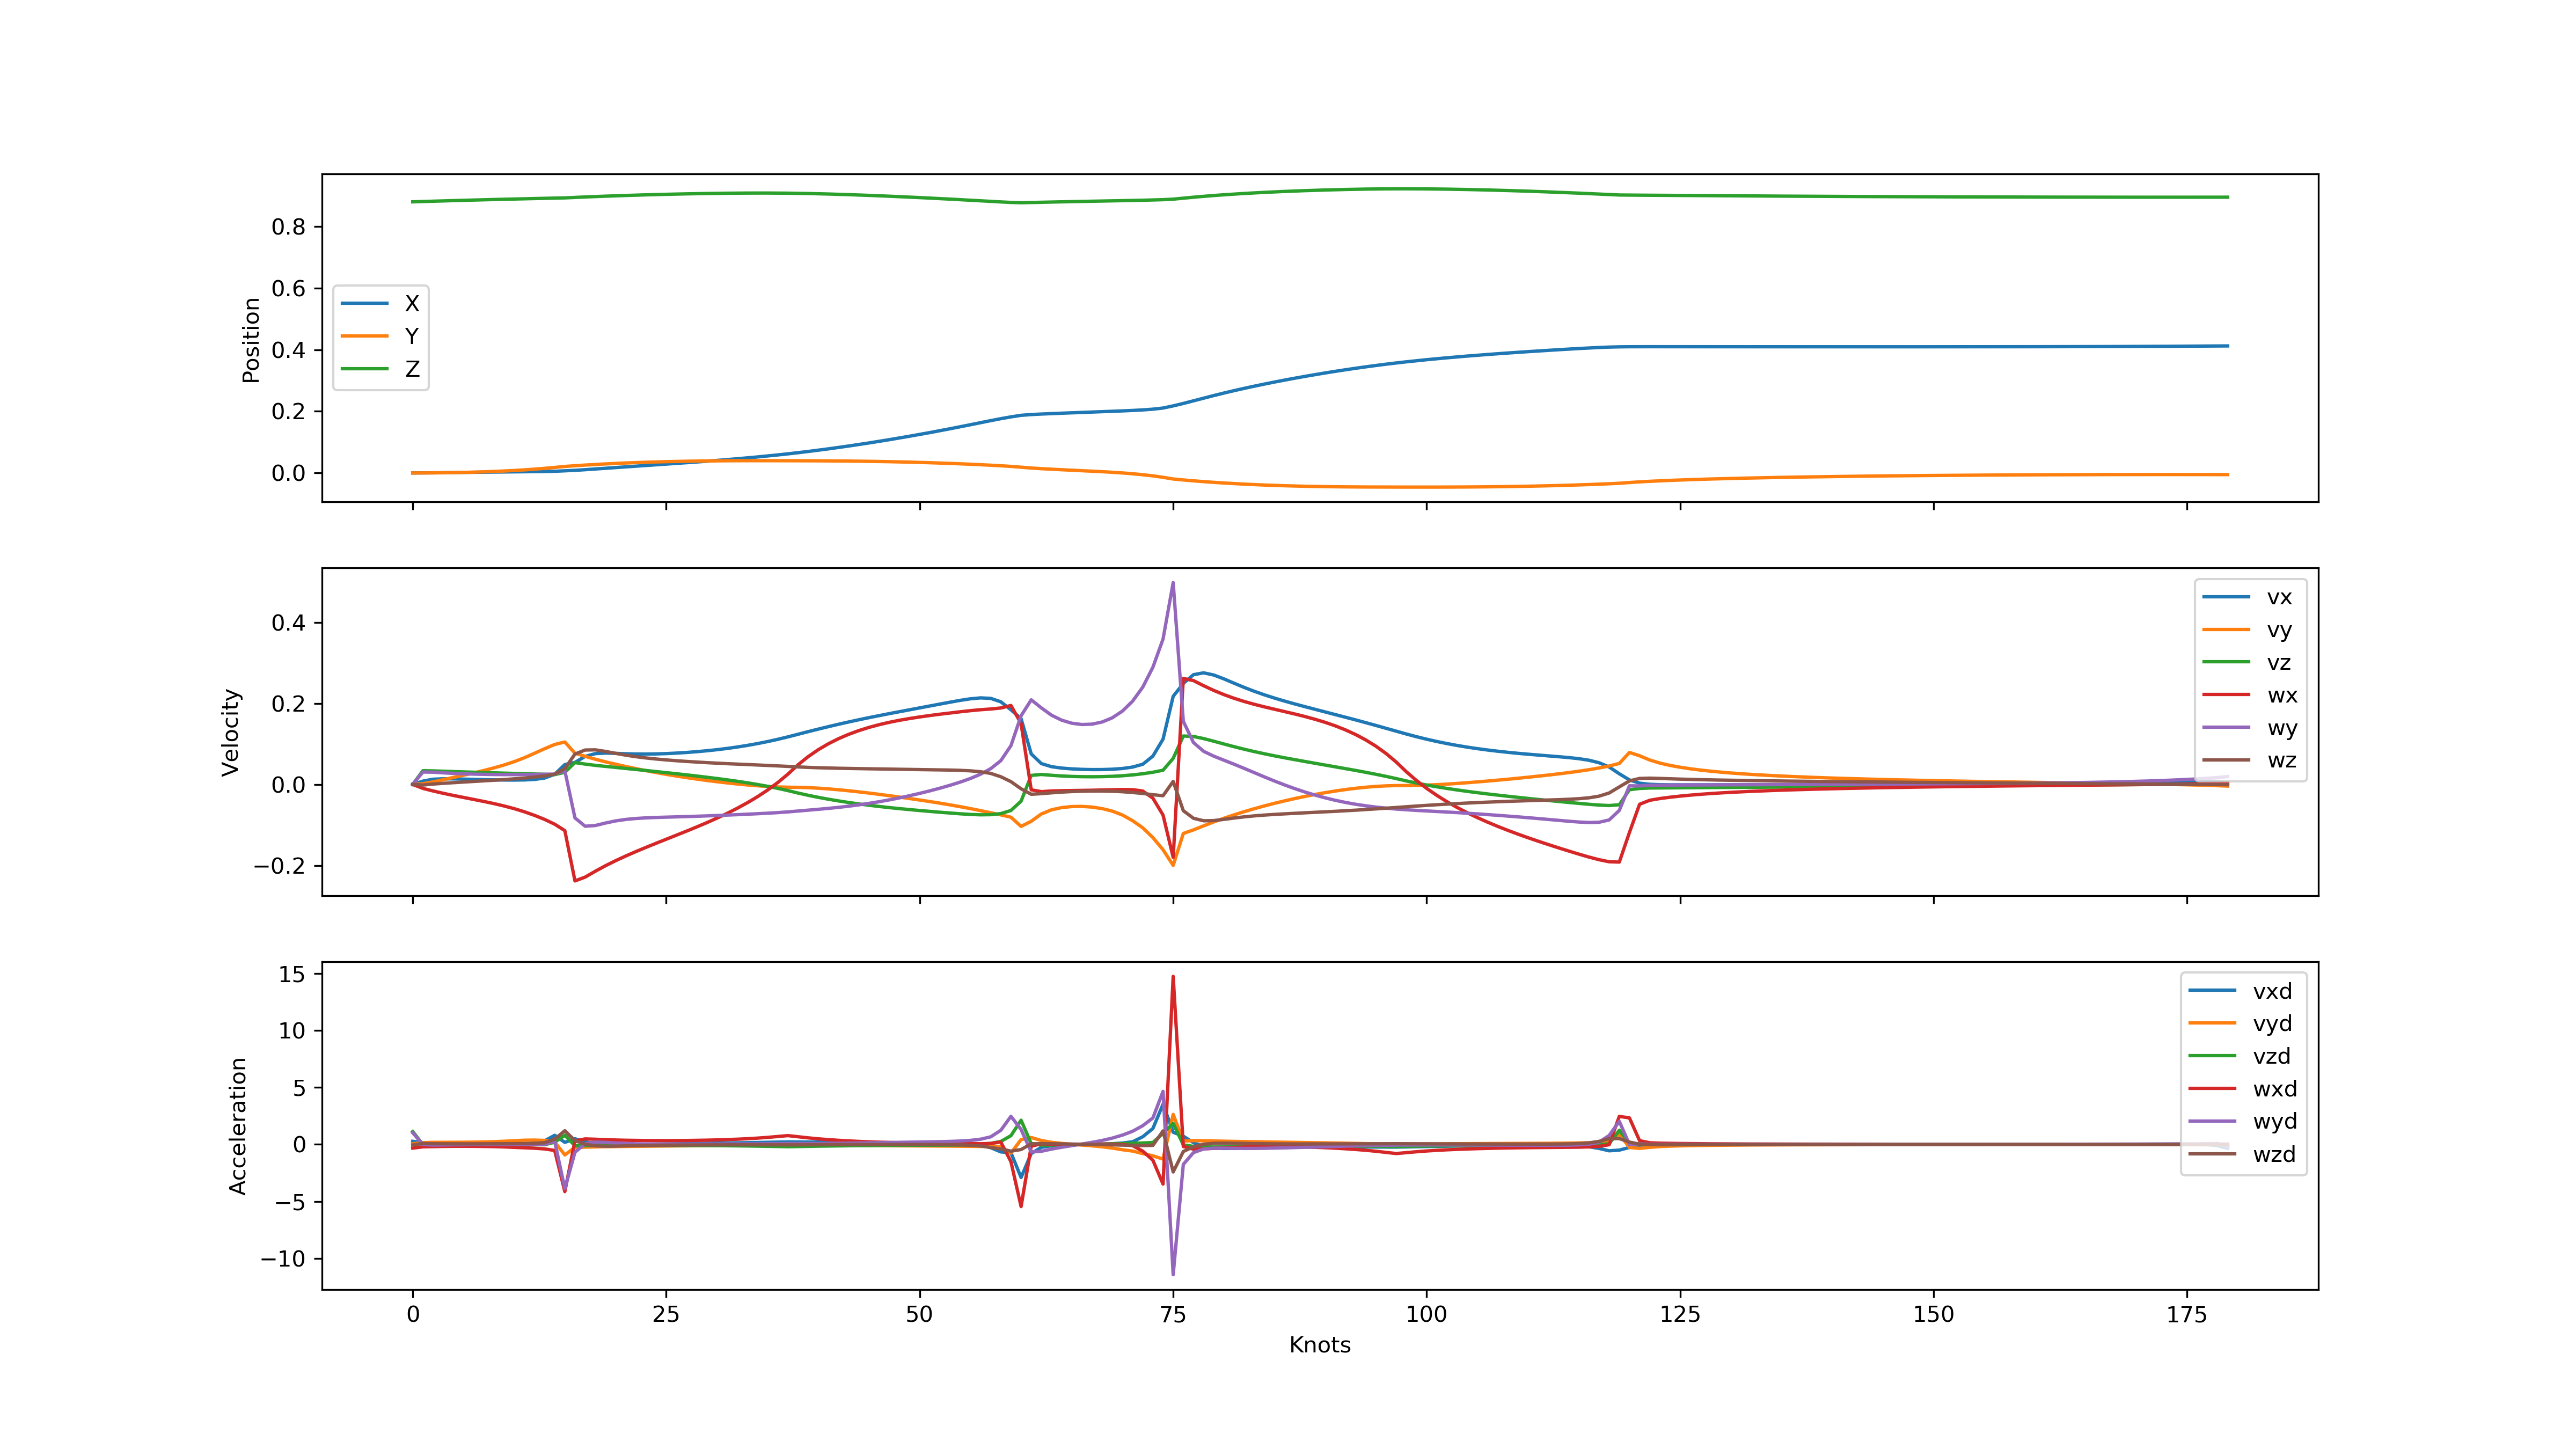 0.8
0.6
0.4
0.2
0.0
Position
X
Y
Z
0.4
0.2
0.0
−0.2
Velocity
vx
vy
vz
wx
wy
wz
15
10
5
0
−5
−10
Acceleration
vxd
vyd
vzd
wxd
wyd
wzd
0 25 50 75 100 125 150 175
Knots